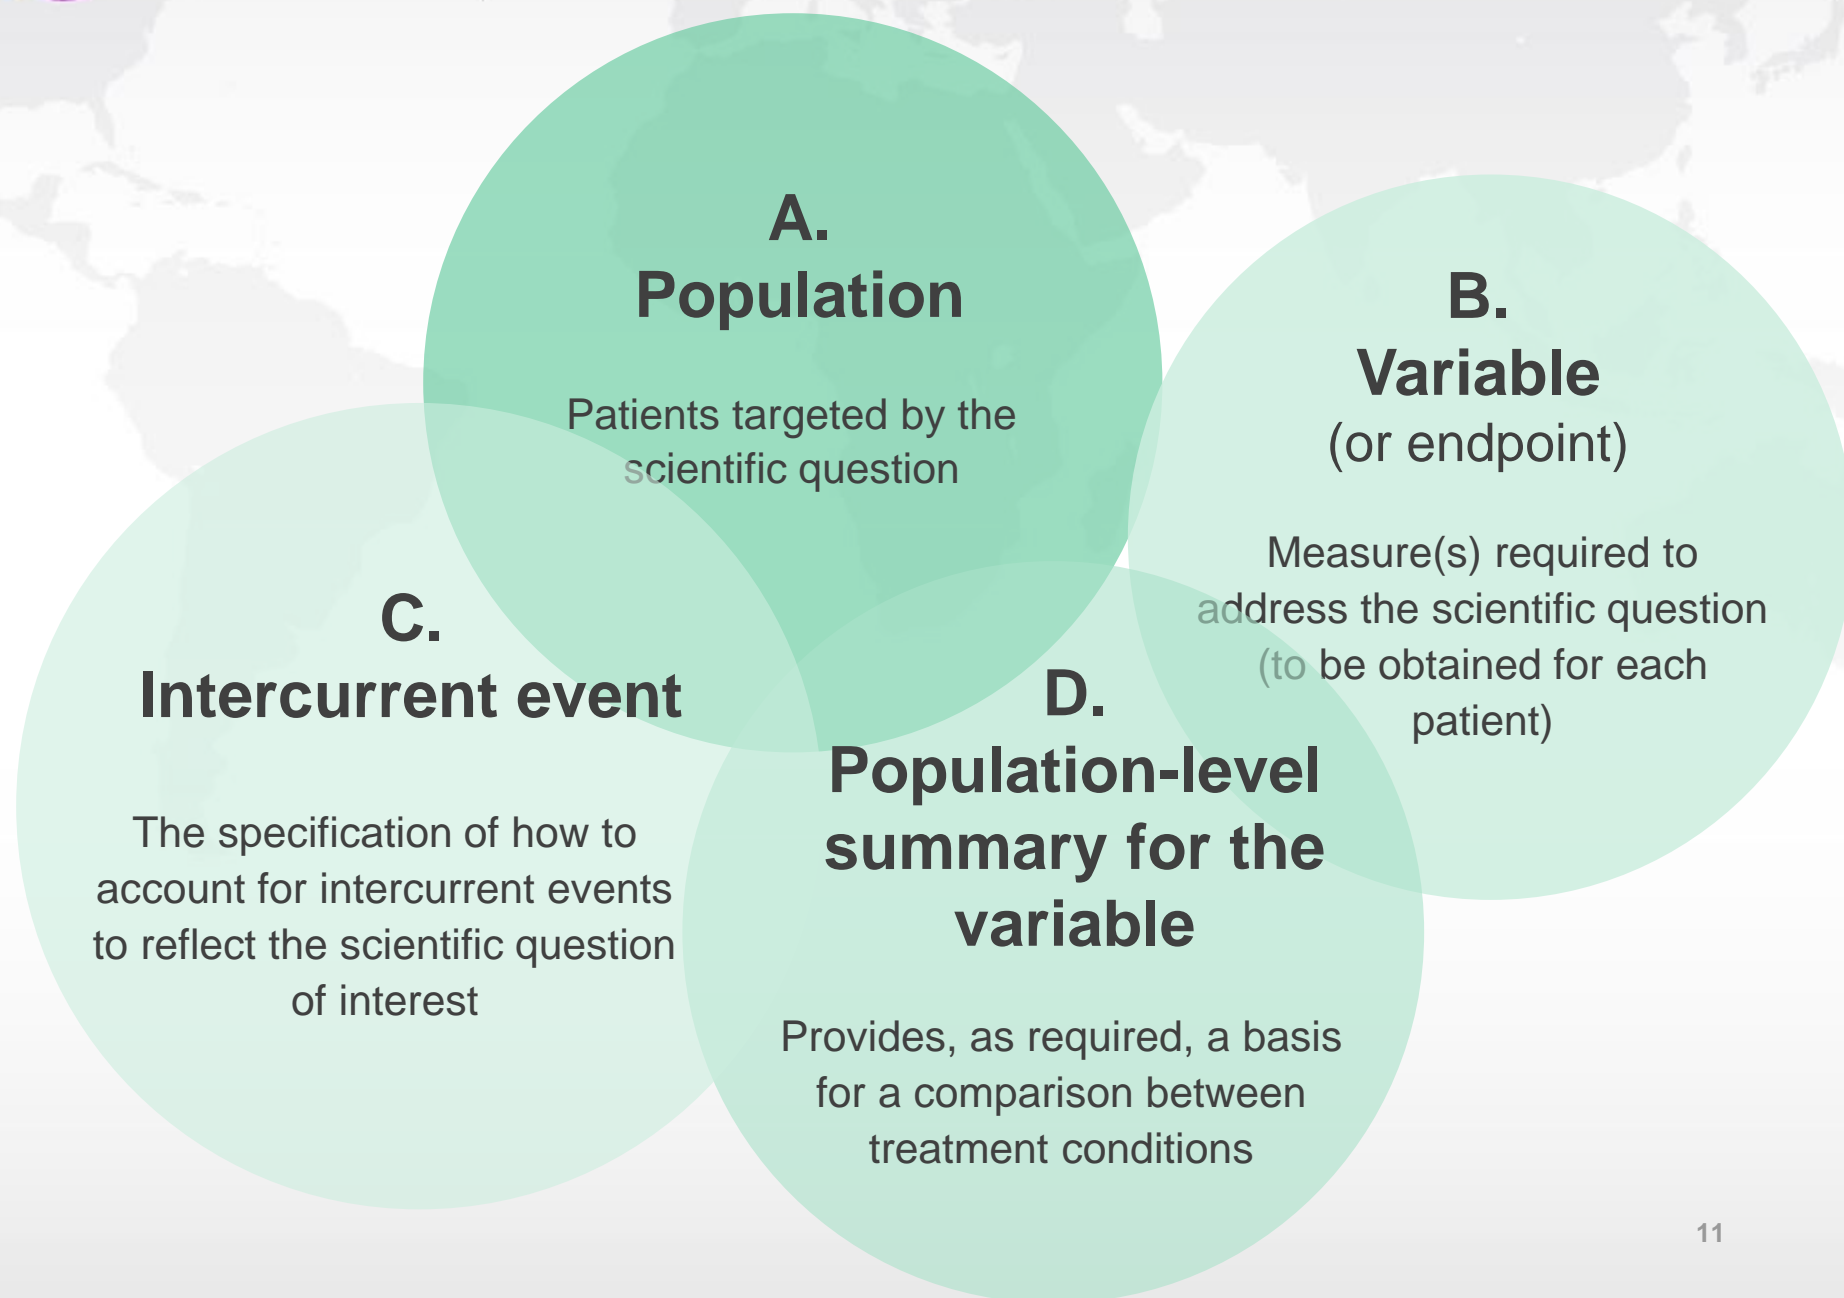 A.
Population
Patients targeted by the
scientific question
B.
Variable
(or endpoint)
Measure(s) required to
address the scientific question
(to be obtained for each
patient)
C.
Intercurrent event
The specification of how to
account for intercurrent events
to reflect the scientific question
of interest
D.
Population-level
summary for the
variable
Provides, as required, a basis
for a comparison between
treatment conditions
11